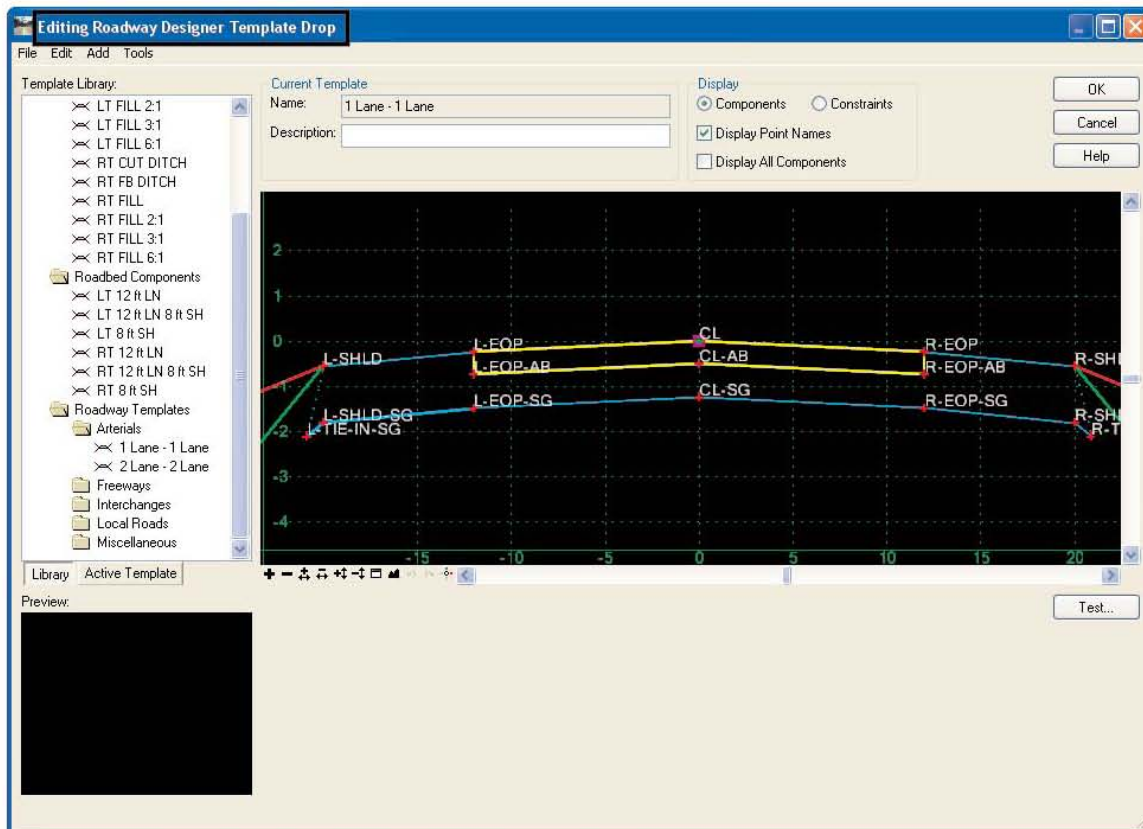 Editing Roadway Designer Template Drop
File Edit Add Tools
Template Library:
LT FILL 2:1
LT FILL 3:1
LT FILL 6:1
RT CUT DITCH
RT FB DITCH
RT FILL
RT FILL 2:1
RT FILL 3:1
RT FILL 6:1
Roadbed Components
LT 12 ft LN
LT 12 ft LN 8 ft SH
LT 8 ft SH
RT 12 ft LN
RT 12 ft LN 8 ft SH
RT 8 ft SH
Roadway Templates
Arterials
1 Lane - 1 Lane
2 Lane - 2 Lane
Freeways
Interchanges
Local Roads
Miscellaneous
Library Active Template
Preview:
Current Template
Name: 1 Lane - 1 Lane
Description:
Display
Components Constraints
Display Point Names
Display All Components
OK
Cancel
Help
2
1
0
-1
-2
-3
-4
L-SHLD L-EOP CL R-EOP R-SHL
L-EOP-AB CL-AB R-EOP-AB
L-SHLD-SG L-EOP-SG CL-SG R-EOP-SG R-SHL
L-TIE-IN-SG R-T
-15 -10 -5 0 5 10 15 20
Test...